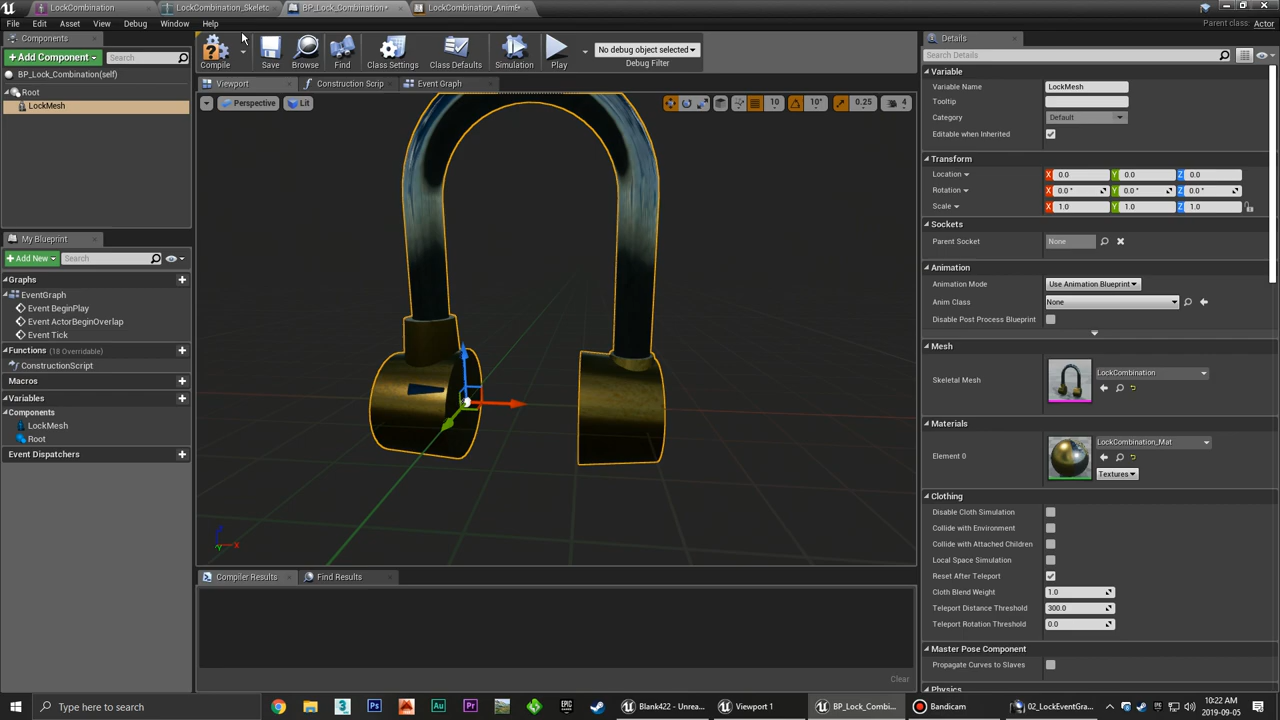 LockCombination
LockCombination_Skeletc
BP_Lock_Combination*
LockCombination_AnimE*
File Edit Asset View Debug Window Help
Parent class: Actor
Components
+Add Component
Search
BP_Lock_Combination(self)
Root
LockMesh
Compile
Save
Browse
Find
Class Settings
Class Defaults
Simulation
Play
No debug object selected
Debug Filter
Viewport
Construction Scrip
Event Graph
Perspective
Lit
10
10°
0.25
4
My Blueprint
+Add New
Search
Graphs
EventGraph
Event BeginPlay
Event ActorBeginOverlap
Event Tick
Functions (18 Overridable)
ConstructionScript
Macros
Variables
Components
LockMesh
Root
Event Dispatchers
Compiler Results
Find Results
Clear
Details
Search Details
Variable
Variable Name LockMesh
Tooltip
Category Default
Editable when Inherited
Transform
Location X 0.0 Y 0.0 Z 0.0
Rotation X 0.0 ° Y 0.0 ° Z 0.0 °
Scale X 1.0 Y 1.0 Z 1.0
Sockets
Parent Socket None
Animation
Animation Mode Use Animation Blueprint
Anim Class None
Disable Post Process Blueprint
Mesh
Skeletal Mesh LockCombination
Materials
Element 0 LockCombination_Mat
Textures
Clothing
Disable Cloth Simulation
Collide with Environment
Collide with Attached Children
Local Space Simulation
Reset After Teleport
Cloth Blend Weight 1.0
Teleport Distance Threshold 300.0
Teleport Rotation Threshold 0.0
Master Pose Component
Propagate Curves to Slaves
Physics
Type here to search
Blank422 - Unrea...
Viewport 1
BP_Lock_Combi...
Bandicam
02_LockEventGra...
10:22 AM
2019-09-05